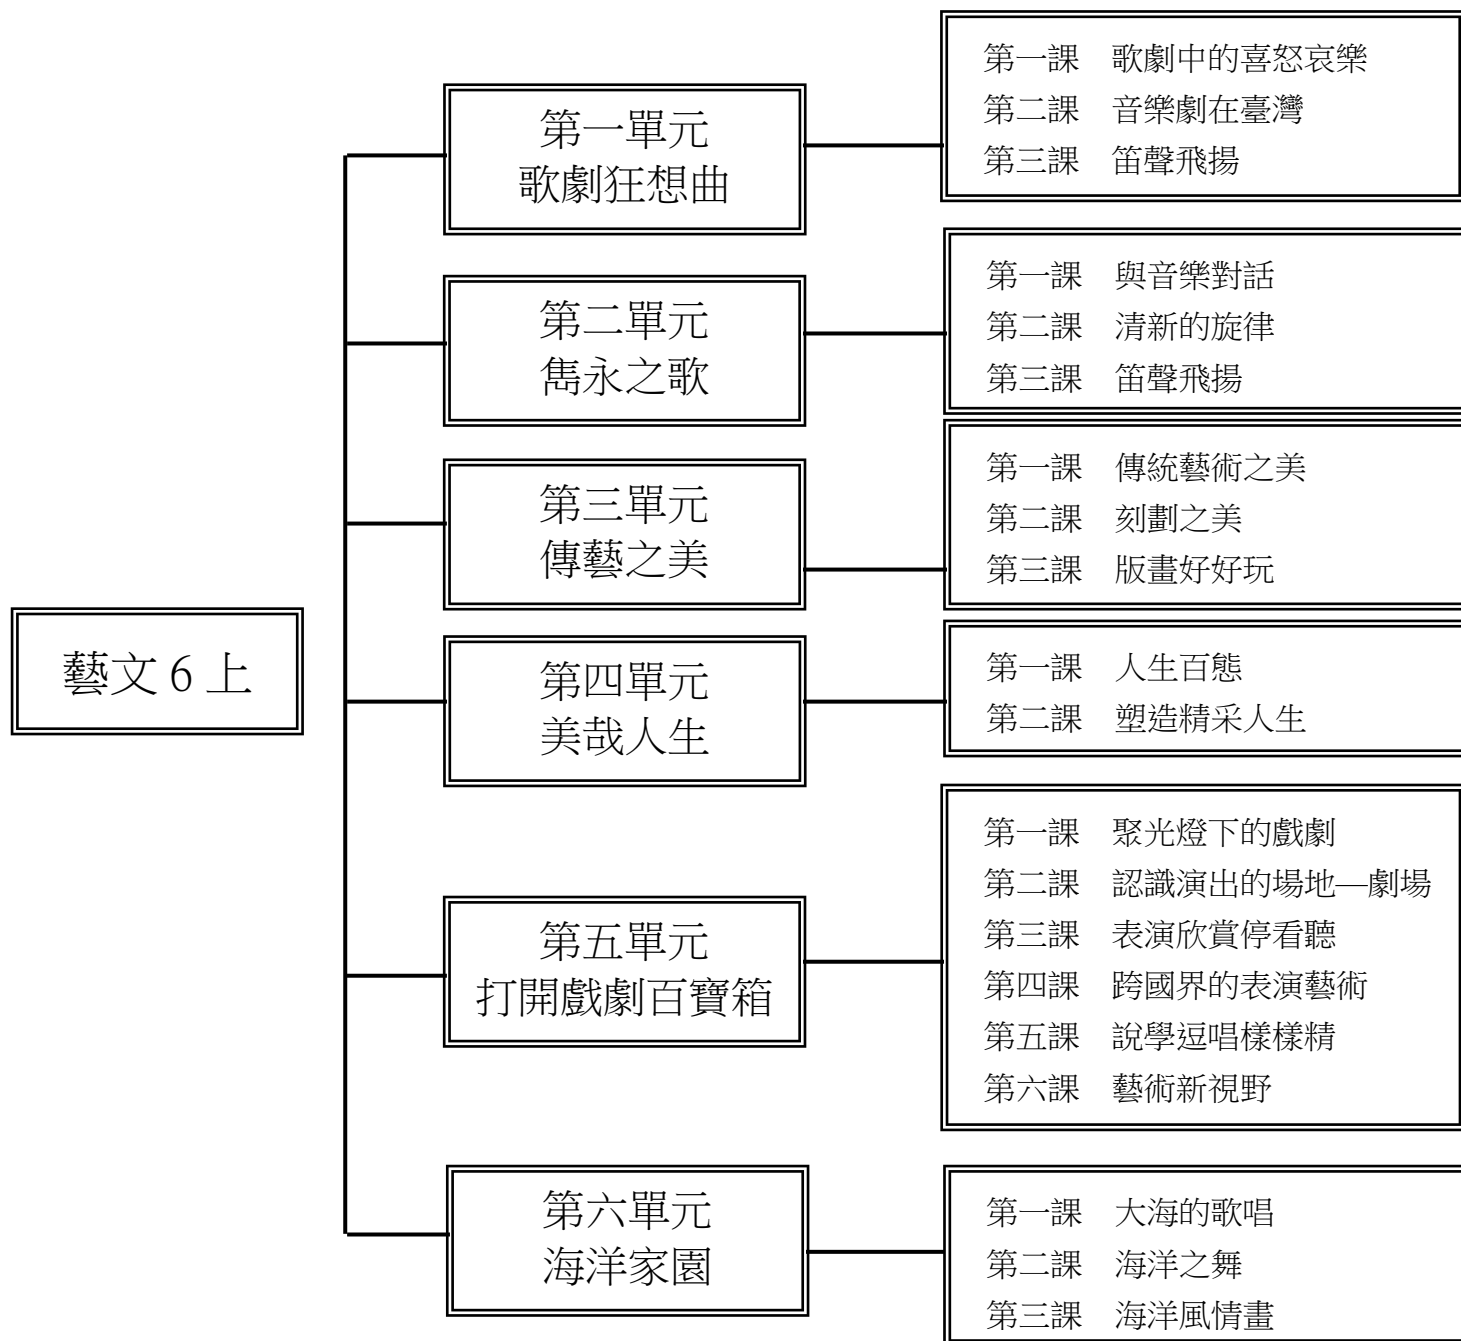 藝文 6 上
第一單元
歌劇狂想曲
第一課　歌劇中的喜怒哀樂
第二課　音樂劇在臺灣
第三課　笛聲飛揚
第二單元
雋永之歌
第一課　與音樂對話
第二課　清新的旋律
第三課　笛聲飛揚
第三單元
傳藝之美
第一課　傳統藝術之美
第二課　刻劃之美
第三課　版畫好好玩
第四單元
美哉人生
第一課　人生百態
第二課　塑造精采人生
第五單元
打開戲劇百寶箱
第一課　聚光燈下的戲劇
第二課　認識演出的場地—劇場
第三課　表演欣賞停看聽
第四課　跨國界的表演藝術
第五課　說學逗唱樣樣精
第六課　藝術新視野
第六單元
海洋家園
第一課　大海的歌唱
第二課　海洋之舞
第三課　海洋風情畫